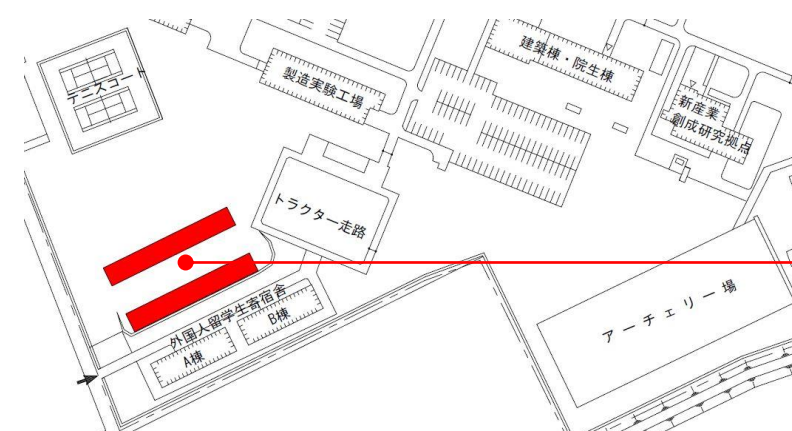 建築棟・院生棟
テニスコート
製造実験工場
新産業
創成研究拠点
トラクター走路
外国人留学生寄宿舎
A棟
B棟
アーチェリー場